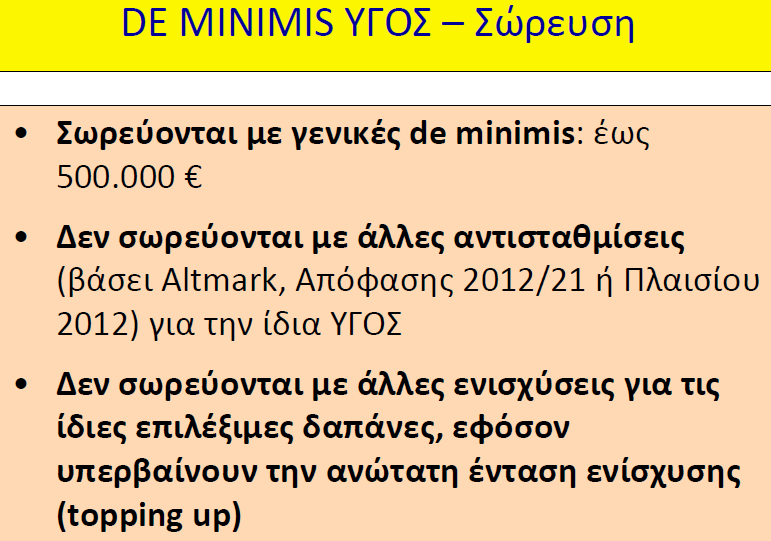 DE MINIMIS ΥΓΟΣ – Σώρευση
• Σωρεύονται με γενικές de minimis: έως
500.000 €
• Δεν σωρεύονται με άλλες αντισταθμίσεις
(βάσει Altmark, Απόφασης 2012/21 ή Πλαισίου
2012) για την ίδια ΥΓΟΣ
• Δεν σωρεύονται με άλλες ενισχύσεις για τις
ίδιες επιλέξιμες δαπάνες, εφόσον
υπερβαίνουν την ανώτατη ένταση ενίσχυσης
(topping up)